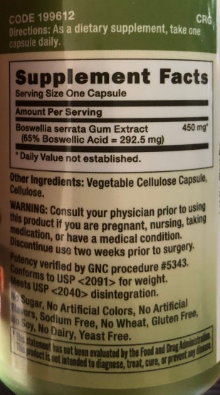 CODE 199612
CRG
Directions: As a dietary supplement, take one
capsule daily.
Supplement Facts
Serving Size One Capsule
Amount Per Serving
Boswellia serrata Gum Extract 450 mg*
(65% Boswellic Acid = 292.5 mg)
* Daily Value not established.
Other Ingredients: Vegetable Cellulose Capsule,
Cellulose.
WARNING: Consult your physician prior to using
this product if you are pregnant, nursing, taking
medication, or have a medical condition.
Discontinue use two weeks prior to surgery.
Potency verified by GNC procedure #5343.
Conforms to USP <2091> for weight.
Meets USP <2040> disintegration.
No Sugar, No Artificial Colors, No Artificial
Flavors, Sodium Free, No Wheat, Gluten Free,
No Soy, No Dairy, Yeast Free.
This statement has not been evaluated by the Food and Drug Administration.
product is not intended to diagnose, treat, cure, or prevent any disease.